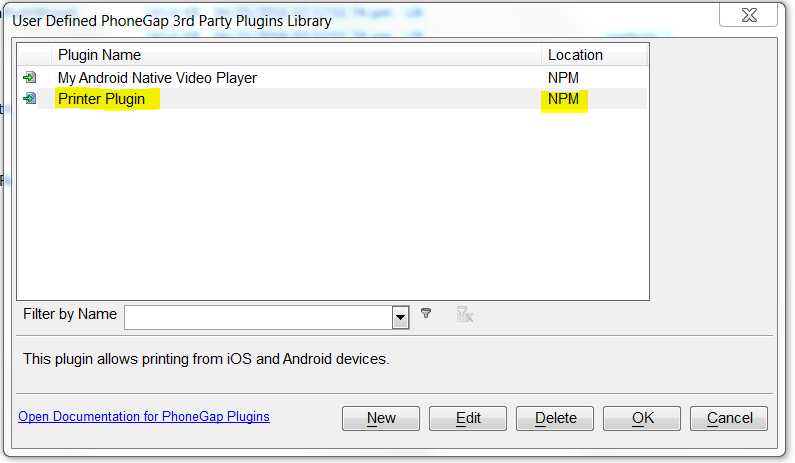 User Defined PhoneGap 3rd Party Plugins Library
Plugin Name Location
My Android Native Video Player NPM
Printer Plugin NPM
Filter by Name
This plugin allows printing from iOS and Android devices.
Open Documentation for PhoneGap Plugins New Edit Delete OK Cancel